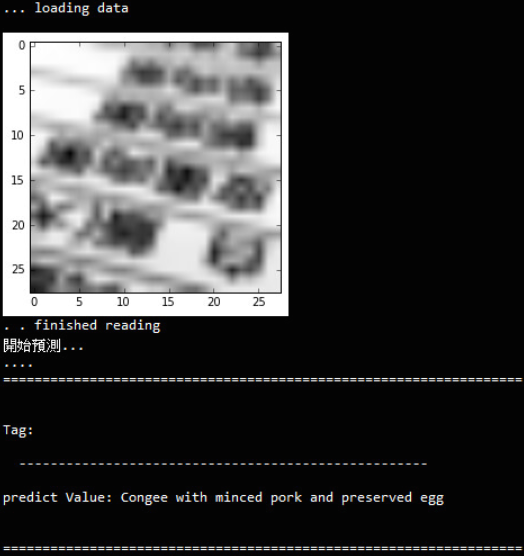 ... loading data
0
5
10
15
20
25
0 5 10 15 20 25
. . finished reading
開始預測...
....
==================================================================
Tag:
----------------------------------------------------
predict Value: Congee with minced pork and preserved egg
==================================================================